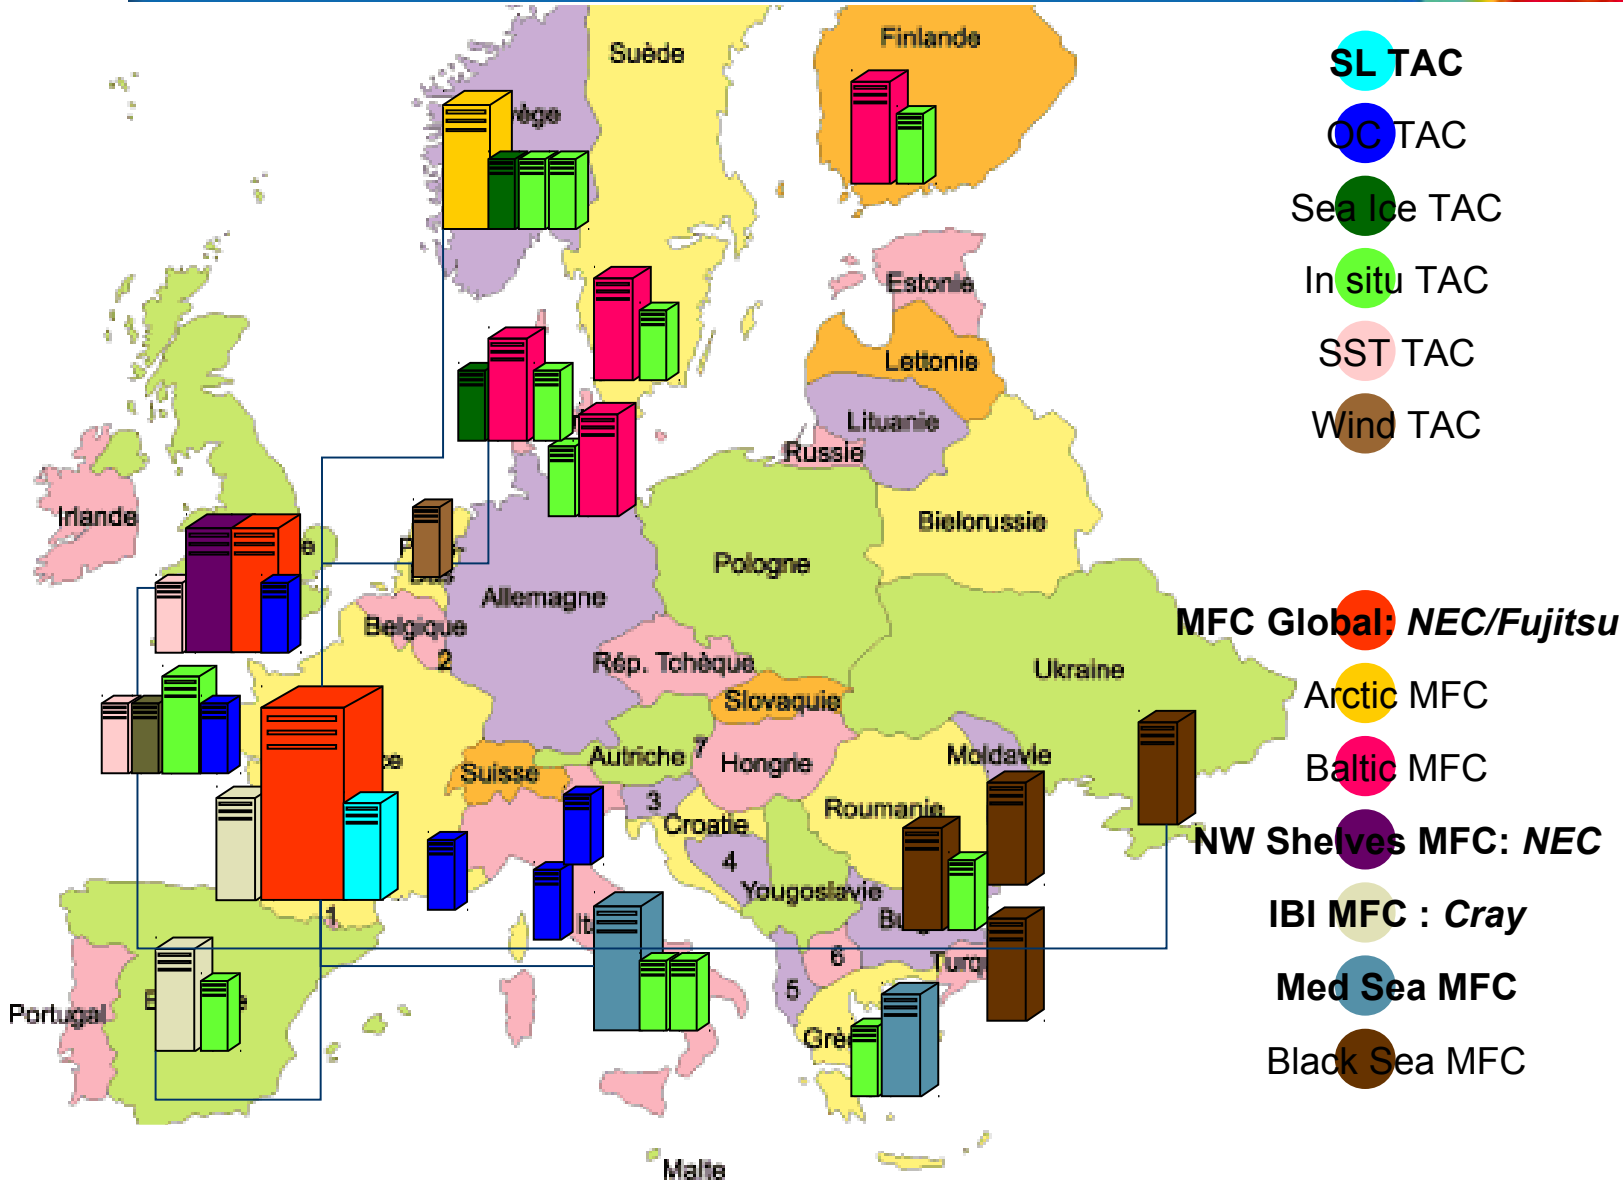 Suède
Finlande
vège
Estonie
Lettonie
Lituanie
Russie
Irlande
Bielorussie
Pologne
Allemagne
Belgique
2
Rép. Tchèque
Ukraine
Slovaquie
Autriche
7
Hongrie
Moldavie
Suisse
3
Croatie
Roumanie
4
Yougoslavie
1
6
5
Portugal
Malte
SL TAC
OC TAC
Sea Ice TAC
In situ TAC
SST TAC
Wind TAC
MFC Global: NEC/Fujitsu
Arctic MFC
Baltic MFC
NW Shelves MFC: NEC
IBI MFC : Cray
Med Sea MFC
Black Sea MFC